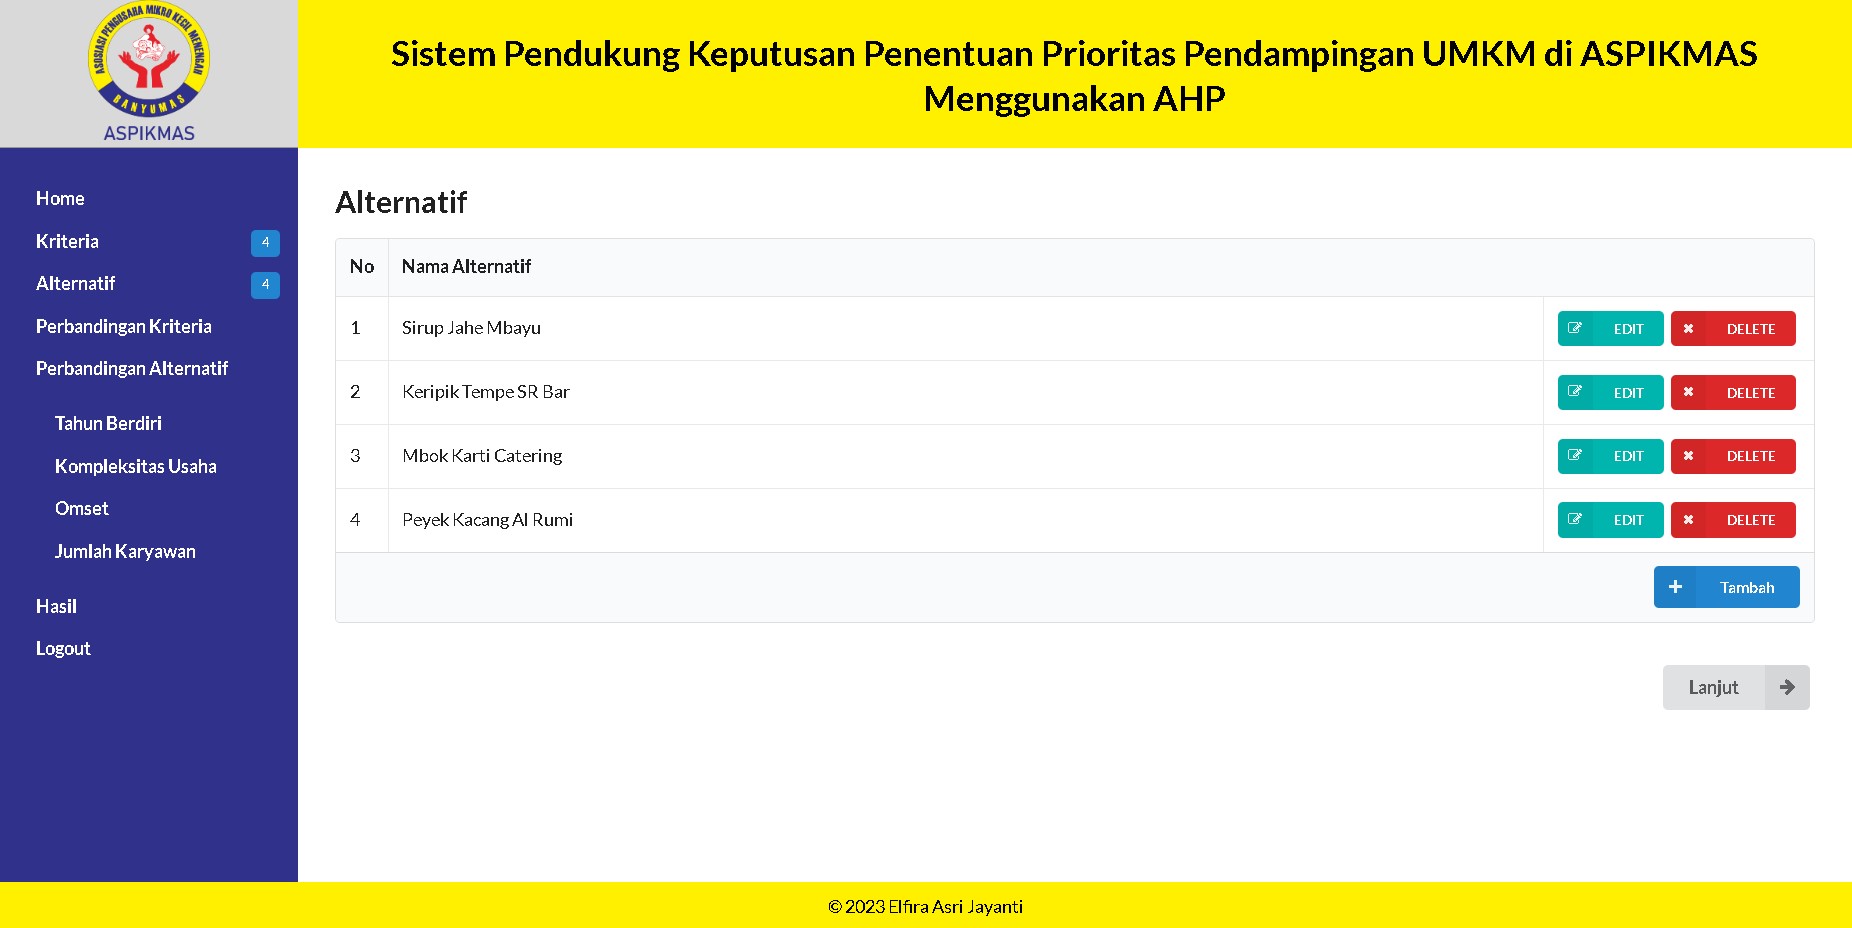 ASOSIASI PENGUSAHA MIKRO KECIL MENENGAH
BANYUMAS
ASPIKMAS
Sistem Pendukung Keputusan Penentuan Prioritas Pendampingan UMKM di ASPIKMAS
Menggunakan AHP
Home
Kriteria 4
Alternatif 4
Perbandingan Kriteria
Perbandingan Alternatif
Tahun Berdiri
Kompleksitas Usaha
Omset
Jumlah Karyawan
Hasil
Logout
Alternatif
No Nama Alternatif
1 Sirup Jahe Mbayu EDIT DELETE
2 Keripik Tempe SR Bar EDIT DELETE
3 Mbok Karti Catering EDIT DELETE
4 Peyek Kacang Al Rumi EDIT DELETE
Tambah
Lanjut
© 2023 Elfira Asri Jayanti